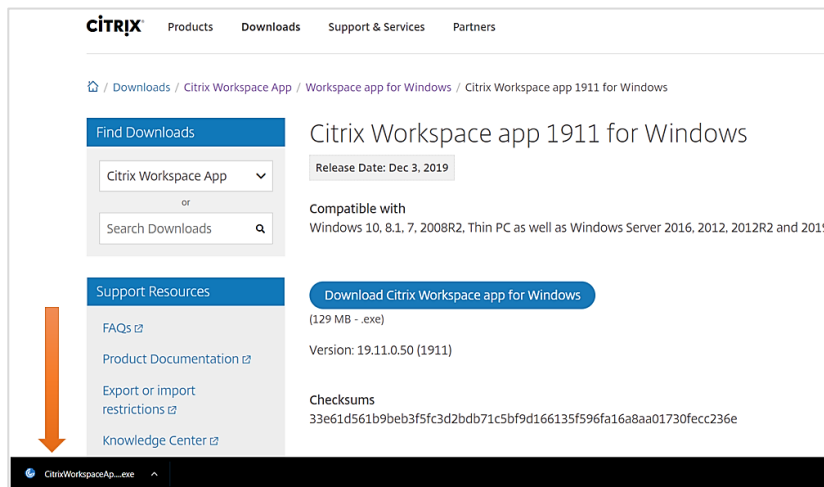 CİTRIX Products Downloads Support & Services Partners
/ Downloads / Citrix Workspace App / Workspace app for Windows / Citrix Workspace app 1911 for Windows
Find Downloads
Citrix Workspace App
or
Search Downloads
Support Resources
FAQs
Product Documentation
Export or import
restrictions
Knowledge Center
Citrix Workspace app 1911 for Windows
Release Date: Dec 3, 2019
Compatible with
Windows 10, 8.1, 7, 2008R2, Thin PC as well as Windows Server 2016, 2012, 2012R2 and 2019
Download Citrix Workspace app for Windows
(129 MB - .exe)
Version: 19.11.0.50 (1911)
Checksums
33e61d561b9beb3f5fc3d2bdb71c5bf9d166135f596fa16a8aa01730fecc236e
CitrixWorkspaceAp....exe